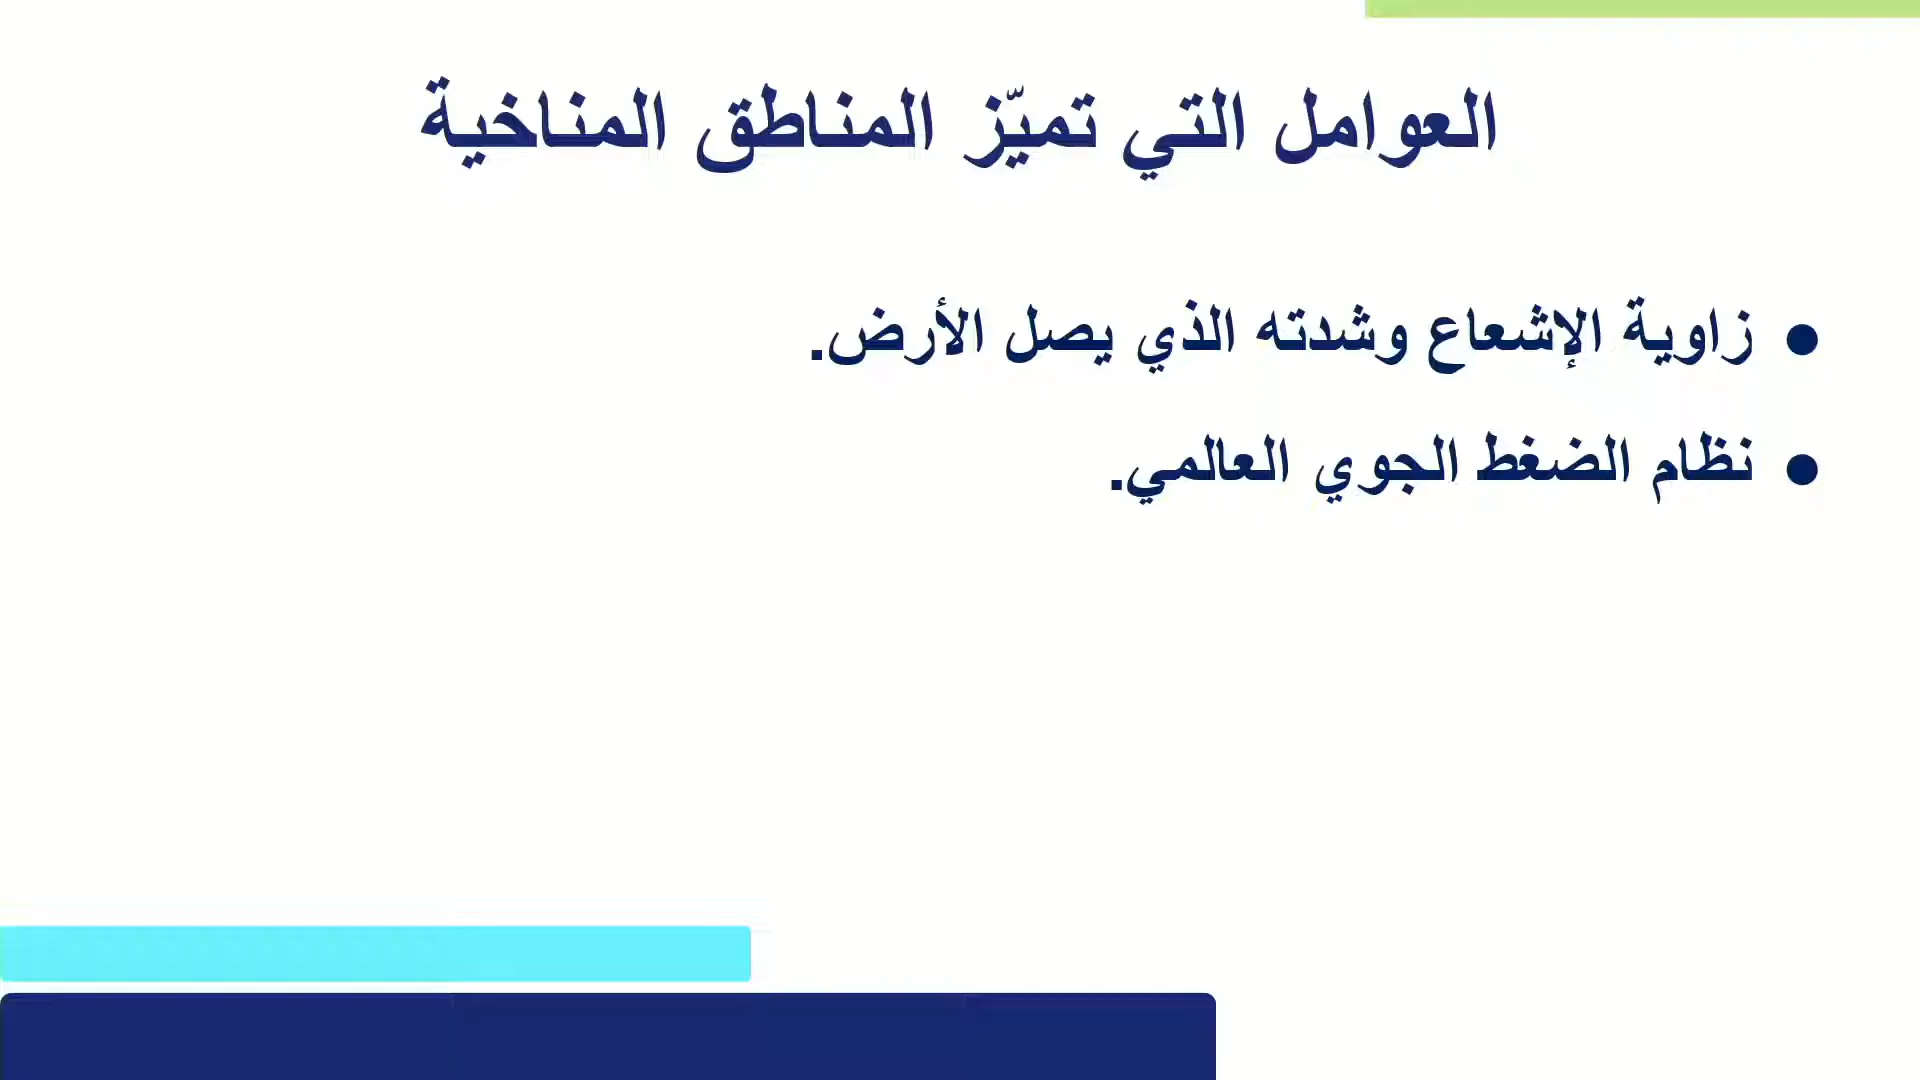 العوامل التي تميّز المناطق المناخية
● زاوية الإشعاع وشدته الذي يصل الأرض.
● نظام الضغط الجوي العالمي.